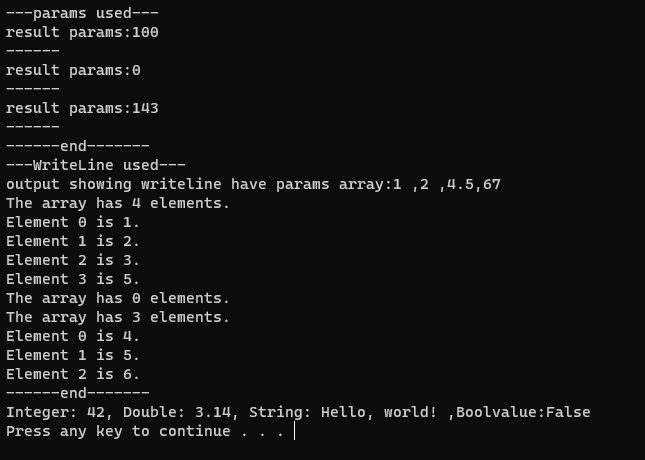 ---params used---
result params:100
------
result params:0
------
result params:143
------
------end-------
---WriteLine used---
output showing writeline have params array:1 ,2 ,4.5,67
The array has 4 elements.
Element 0 is 1.
Element 1 is 2.
Element 2 is 3.
Element 3 is 5.
The array has 0 elements.
The array has 3 elements.
Element 0 is 4.
Element 1 is 5.
Element 2 is 6.
------end-------
Integer: 42, Double: 3.14, String: Hello, world! ,Boolvalue:False
Press any key to continue . . .